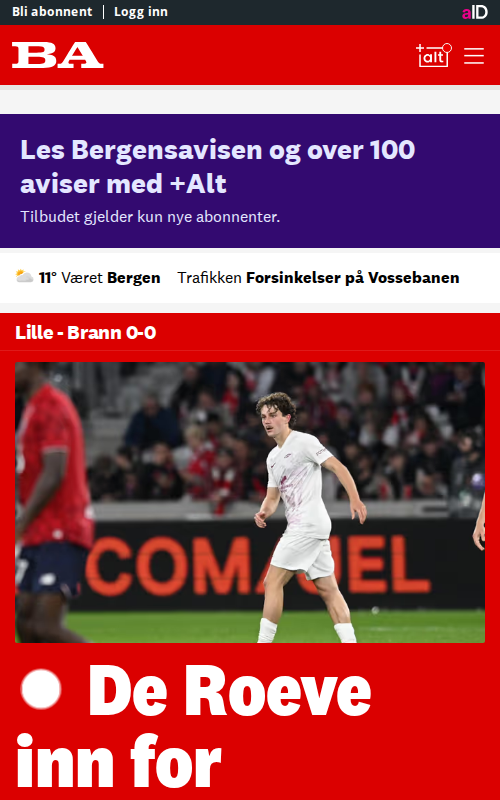 Bli abonnent Logg inn aID
BA +alt
Les Bergensavisen og over 100
aviser med +Alt
Tilbudet gjelder kun nye abonnenter.
11° Været Bergen Trafikken Forsinkelser på Vossebanen
Lille - Brann 0-0
De Roeve
inn for